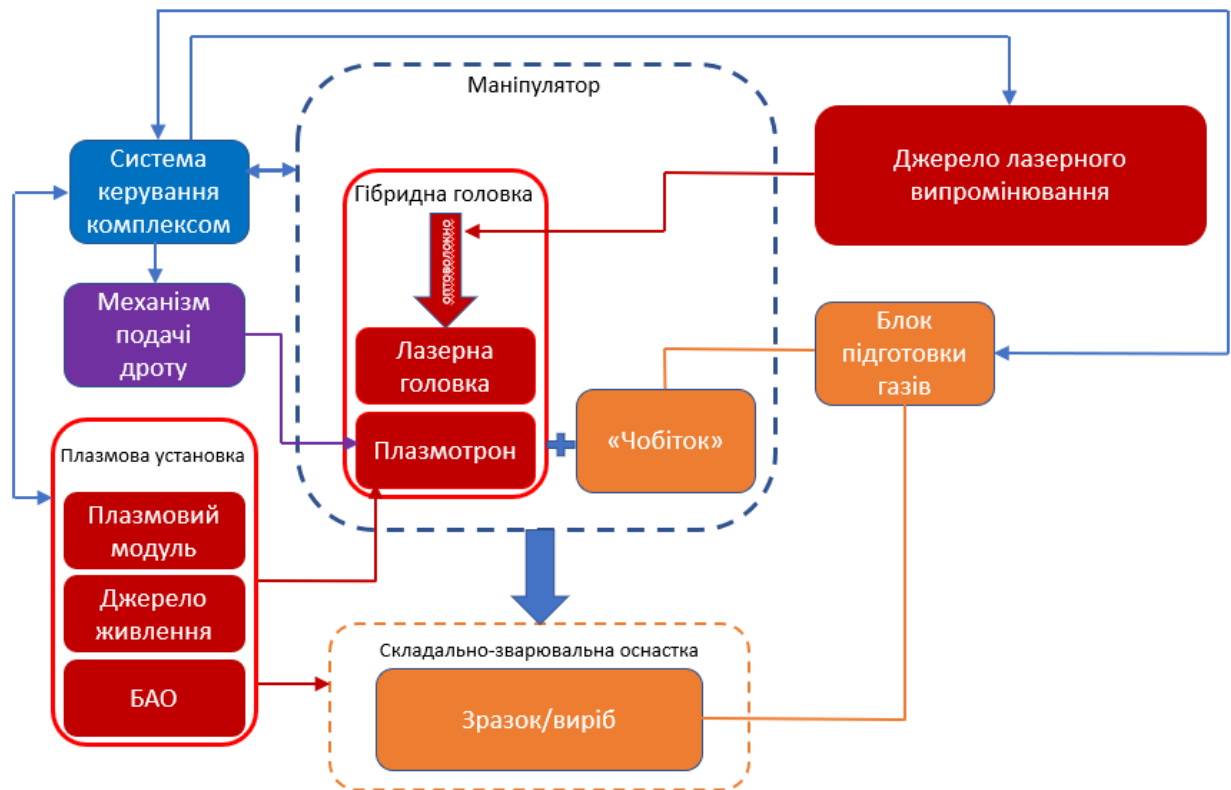 Маніпулятор
Система
керування
комплексом
Джерело лазерного
випромінювання
Гібридна головка
оптоволокно
Механізм
подачі
дроту
Блок
підготовки
газів
Лазерна
головка
Плазмотрон
«Чобіток»
Плазмова установка
Плазмовий
модуль
Джерело
живлення
БАО
Складально-зварювальна оснастка
Зразок/виріб